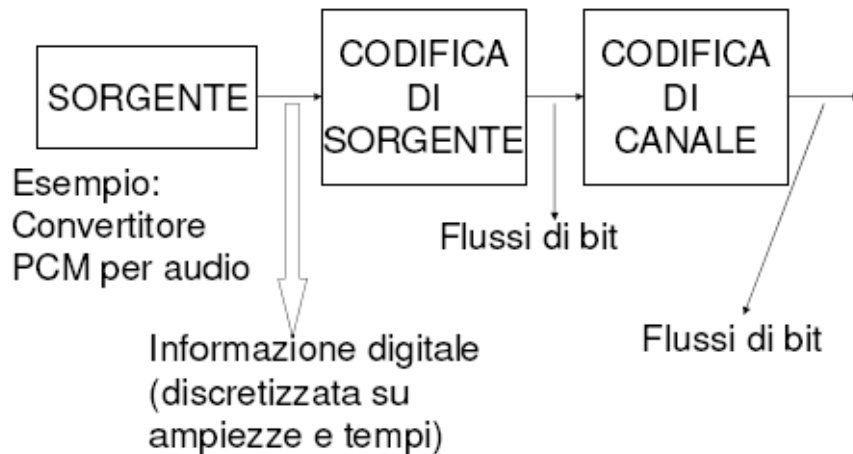 SORGENTE
CODIFICA
DI
SORGENTE
CODIFICA
DI
CANALE
Esempio:
Convertitore
PCM per audio
Flussi di bit
Flussi di bit
Informazione digitale
(discretizzata su
ampiezze e tempi)